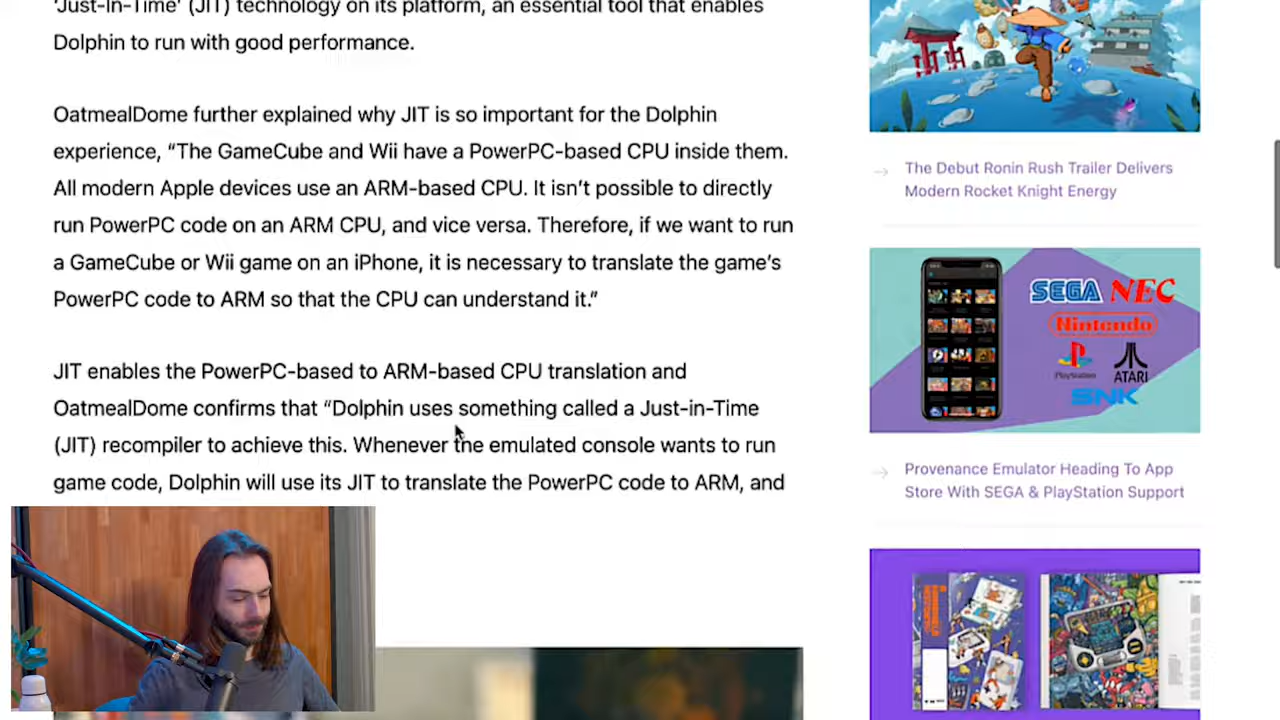 'Just-In-Time' (JIT) technology on its platform, an essential tool that enables
Dolphin to run with good performance.
OatmealDome further explained why JIT is so important for the Dolphin
experience, “The GameCube and Wii have a PowerPC-based CPU inside them.
All modern Apple devices use an ARM-based CPU. It isn’t possible to directly
run PowerPC code on an ARM CPU, and vice versa. Therefore, if we want to run
a GameCube or Wii game on an iPhone, it is necessary to translate the game’s
PowerPC code to ARM so that the CPU can understand it.”
JIT enables the PowerPC-based to ARM-based CPU translation and
OatmealDome confirms that “Dolphin uses something called a Just-in-Time
(JIT) recompiler to achieve this. Whenever the emulated console wants to run
game code, Dolphin will use its JIT to translate the PowerPC code to ARM, and
The Debut Ronin Rush Trailer Delivers
Modern Rocket Knight Energy
SEGA NEC
Nintendo
PlayStation ATARI
SNK
Provenance Emulator Heading To App
Store With SEGA & PlayStation Support